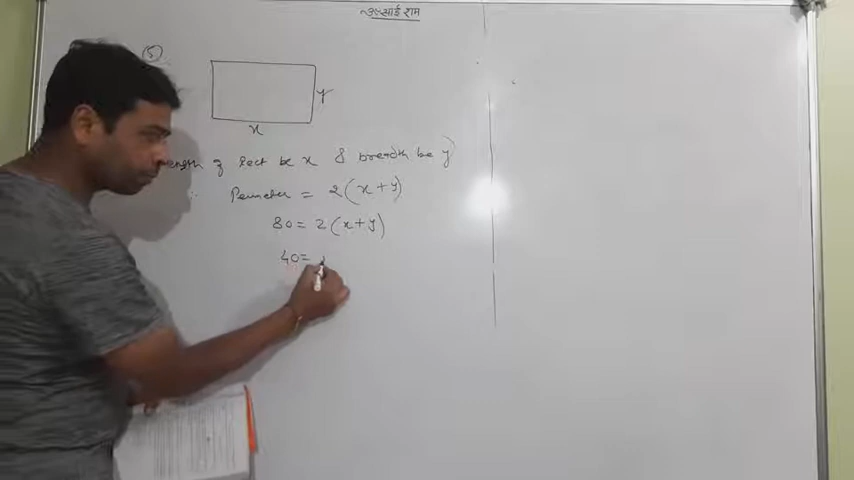 ॥ ॐ साई राम
(5)
y
x
length of rect be x & breadth be y
Perimeter = 2(x+y)
80 = 2(x+y)
40 =